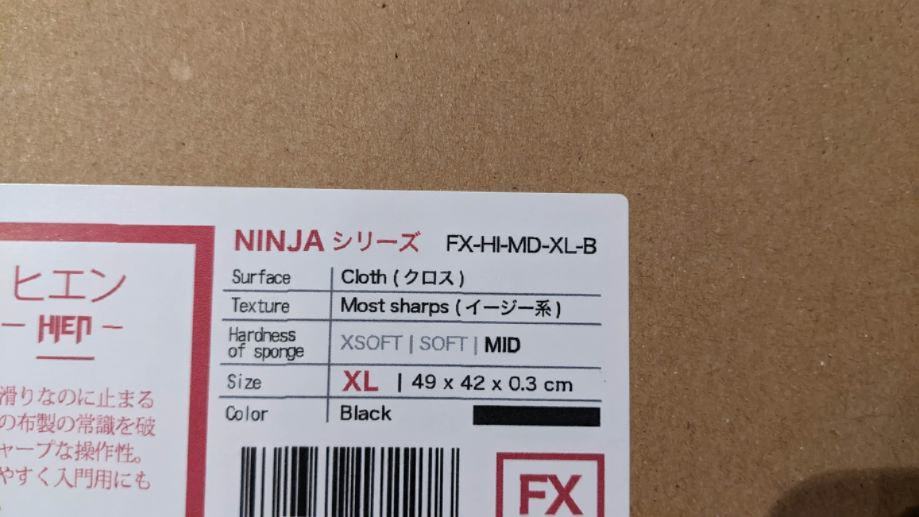 NINJA シリーズ FX-HI-MD-XL-B
Surface Cloth (クロス)
Texture Most sharps (イージー系)
Hardness of sponge XSOFT | SOFT | MID
Size XL | 49 x 42 x 0.3 cm
Color Black
ヒエン
– HIEN –
滑りなのに止まる
の布製の常識を破
ャープな操作性。
やすく入門用にも
FX